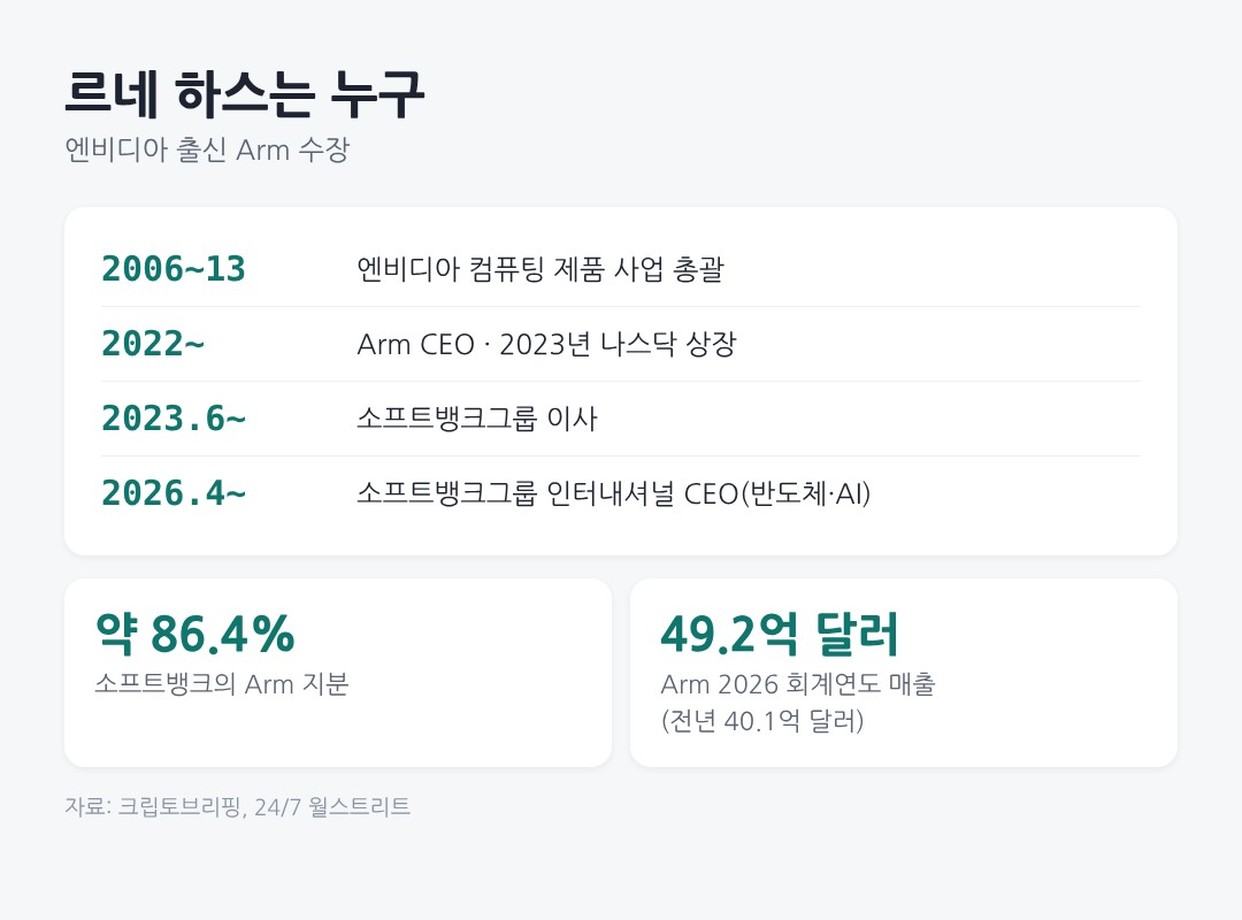 르네 하스는 누구
엔비디아 출신 Arm 수장
2006~13 엔비디아 컴퓨팅 제품 사업 총괄
2022~ Arm CEO · 2023년 나스닥 상장
2023.6~ 소프트뱅크그룹 이사
2026.4~ 소프트뱅크그룹 인터내셔널 CEO(반도체·AI)
약 86.4%
소프트뱅크의 Arm 지분
49.2억 달러
Arm 2026 회계연도 매출
(전년 40.1억 달러)
자료: 크립토브리핑, 24/7 월스트리트